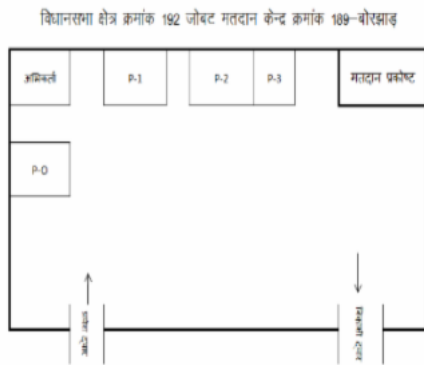 विधानसभा क्षेत्र क्रमांक 192 जोबट मतदान केन्द्र क्रमांक 189–बोरझाड़
अभिकर्ता
P-1
P-2
P-3
मतदान प्रकोष्ट
P-O